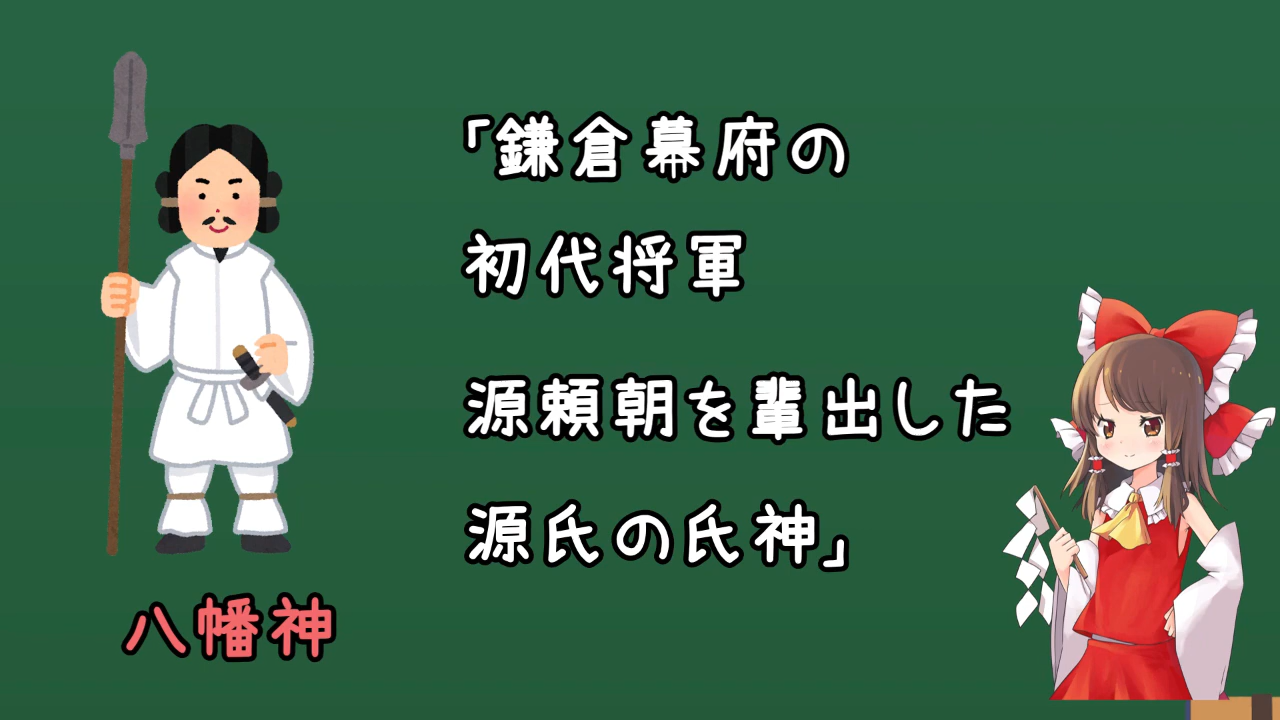 「鎌倉幕府の
初代将軍
源頼朝を輩出した
源氏の氏神」
八幡神